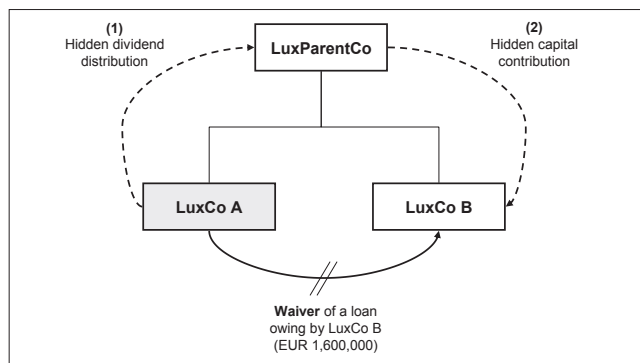 (1)
Hidden dividend
distribution
LuxParentCo
(2)
Hidden capital
contribution
LuxCo A
LuxCo B
Waiver of a loan
owing by LuxCo B
(EUR 1,600,000)